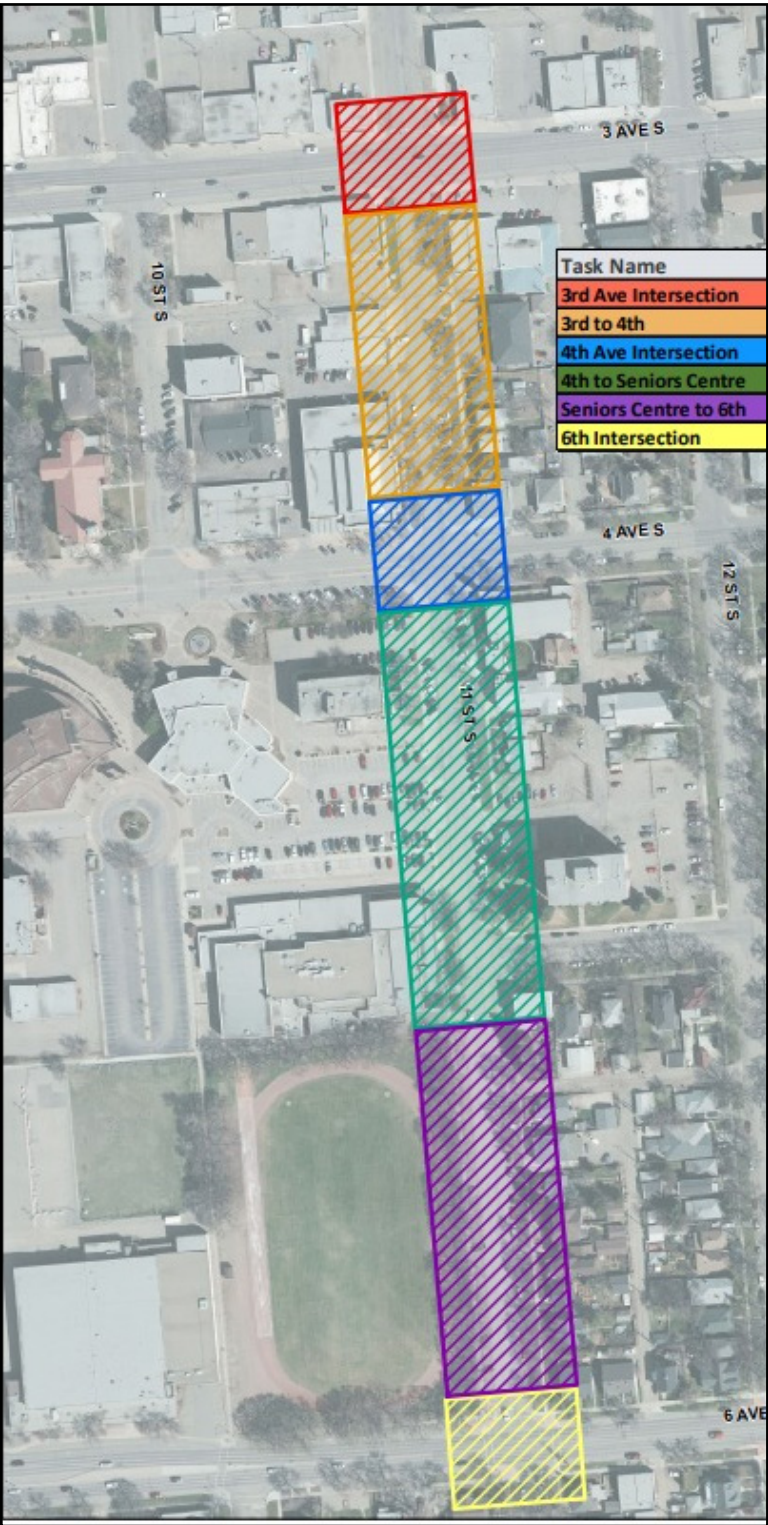 3 AVE S
10 ST S
Task Name
3rd Ave Intersection
3rd to 4th
4th Ave Intersection
4th to Seniors Centre
Seniors Centre to 6th
6th Intersection
4 AVE S
12 ST S
11 ST S
6 AVE